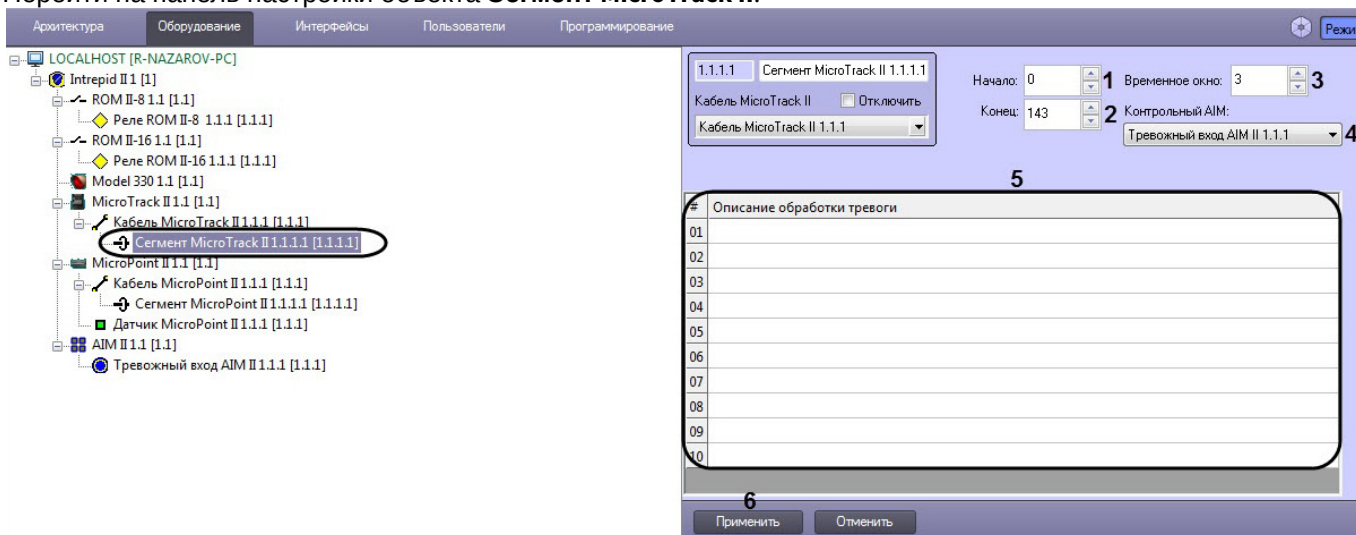 Перейти на панель настройки объекта Сегмент MicroTrack II.
Архитектура Оборудование Интерфейсы Пользователи Программирование
LOCALHOST [R-NAZAROV-PC]
Intrepid II 1 [1]
ROM II-8 1.1 [1.1]
Реле ROM II-8 1.1.1 [1.1.1]
ROM II-16 1.1 [1.1]
Реле ROM II-16 1.1.1 [1.1.1]
Model 330 1.1 [1.1]
MicroTrack II 1.1 [1.1]
Кабель MicroTrack II 1.1.1 [1.1.1]
Сегмент MicroTrack II 1.1.1.1 [1.1.1.1]
MicroPoint II 1.1 [1.1]
Кабель MicroPoint II 1.1.1 [1.1.1]
Сегмент MicroPoint II 1.1.1.1 [1.1.1.1]
Датчик MicroPoint II 1.1.1 [1.1.1]
AIM II 1.1 [1.1]
Тревожный вход AIM II 1.1.1 [1.1.1]
Режи
1.1.1.1 Сегмент MicroTrack II 1.1.1.1
Кабель MicroTrack II Отключить
Кабель MicroTrack II 1.1.1
Начало: 0 1
Конец: 143 2
Временное окно: 3 3
Контрольный AIM:
Тревожный вход AIM II 1.1.1 4
5
# Описание обработки тревоги
01
02
03
04
05
06
07
08
09
10
6
Применить Отменить